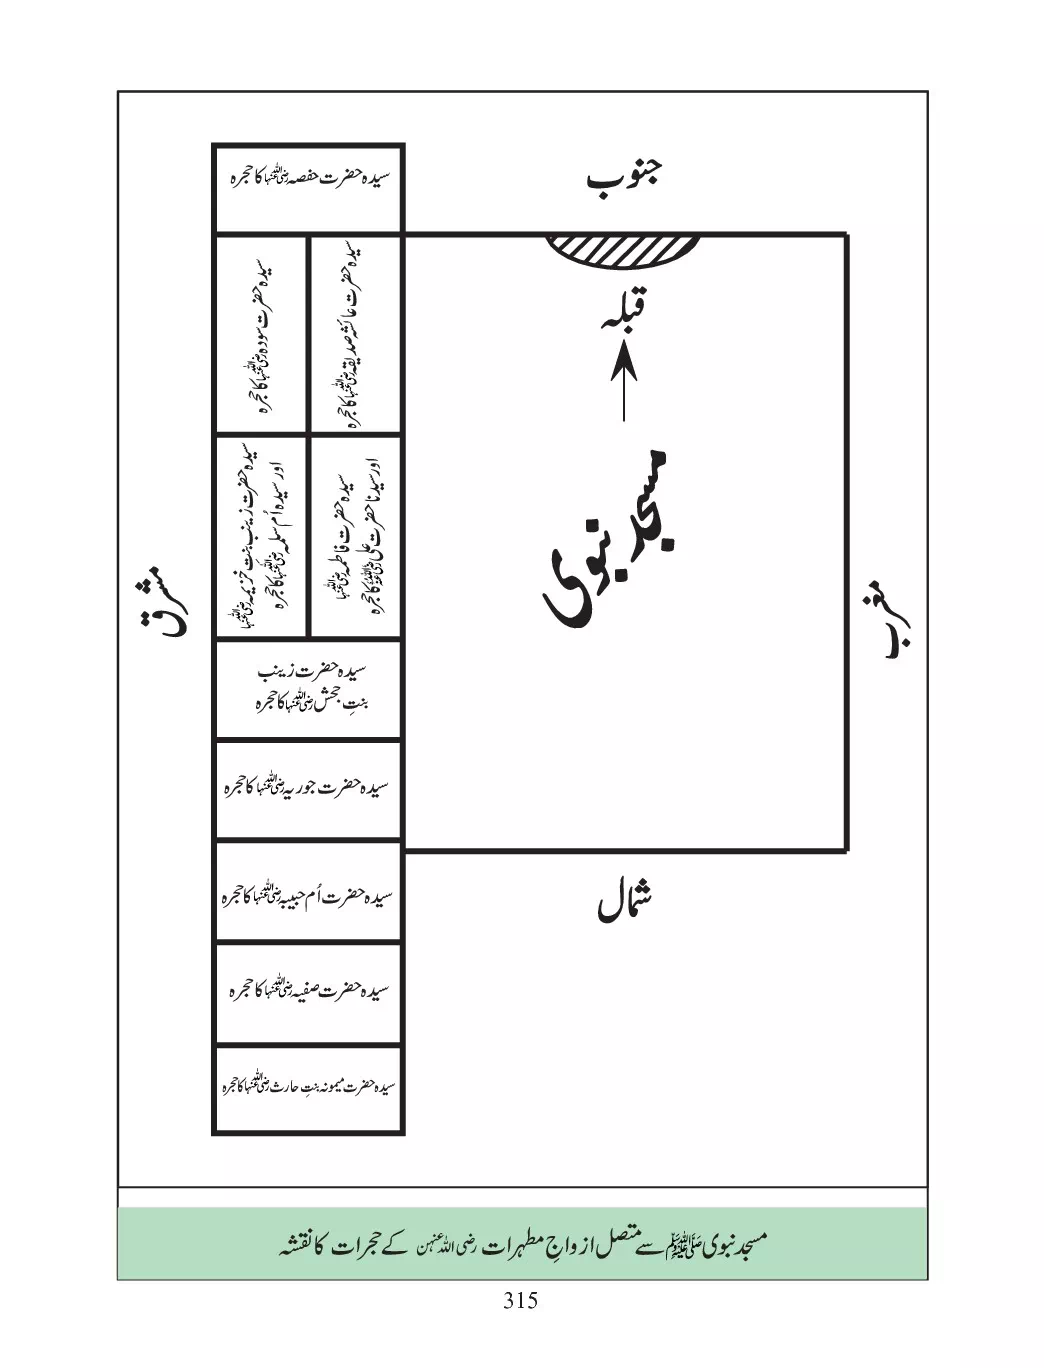 جنوب
سیدہ حضرت حفصہ رضی اللہ عنہا کا حجرہ
قبلہ
سیدہ حضرت عائشہ صدیقہ رضی اللہ عنہا کا حجرہ
سیدہ حضرت سودہ رضی اللہ عنہا کا حجرہ
مسجد نبوی
سیدہ حضرت فاطمہ رضی اللہ عنہا
اور سیدنا حضرت علی رضی اللہ عنہ کا حجرہ
سیدہ حضرت زینب بنت خزیمہ رضی اللہ عنہا
اور سیدہ اُم سلمہ رضی اللہ عنہا کا حجرہ
مغرب
مشرق
سیدہ حضرت زینب
بنتِ جحش رضی اللہ عنہا کا حجرہ
سیدہ حضرت جوریہ رضی اللہ عنہا کا حجرہ
سیدہ حضرت اُم حبیبہ رضی اللہ عنہا کا حجرہ
شمال
سیدہ حضرت صفیہ رضی اللہ عنہا کا حجرہ
سیدہ حضرت میمونہ بنتِ حارث رضی اللہ عنہا کا حجرہ
مسجد نبوی ﷺ سے متصل ازواجِ مطہرات رضی اللہ عنہن کے حجرات کا نقشہ
315